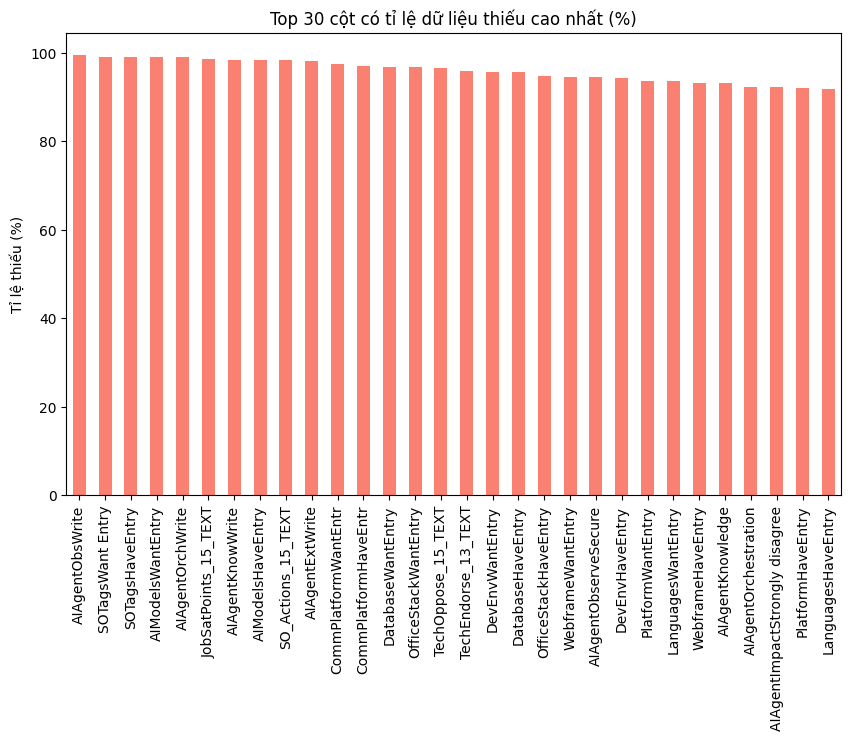 Top 30 cột có tỉ lệ dữ liệu thiếu cao nhất (%)
Tỉ lệ thiếu (%)
100
80
60
40
20
0
AIAgentObsWrite
SOTagsWant Entry
SOTagsHaveEntry
AIModelsWantEntry
AIAgentOrchWrite
JobSatPoints_15_TEXT
AIAgentKnowWrite
AIModelsHaveEntry
SO_Actions_15_TEXT
AIAgentExtWrite
CommPlatformWantEntr
CommPlatformHaveEntr
DatabaseWantEntry
OfficeStackWantEntry
TechOppose_15_TEXT
TechEndorse_13_TEXT
DevEnvWantEntry
DatabaseHaveEntry
OfficeStackHaveEntry
WebframeWantEntry
AIAgentObserveSecure
DevEnvHaveEntry
PlatformWantEntry
LanguagesWantEntry
WebframeHaveEntry
AIAgentKnowledge
AIAgentOrchestration
AIAgentImpactStrongly disagree
PlatformHaveEntry
LanguagesHaveEntry